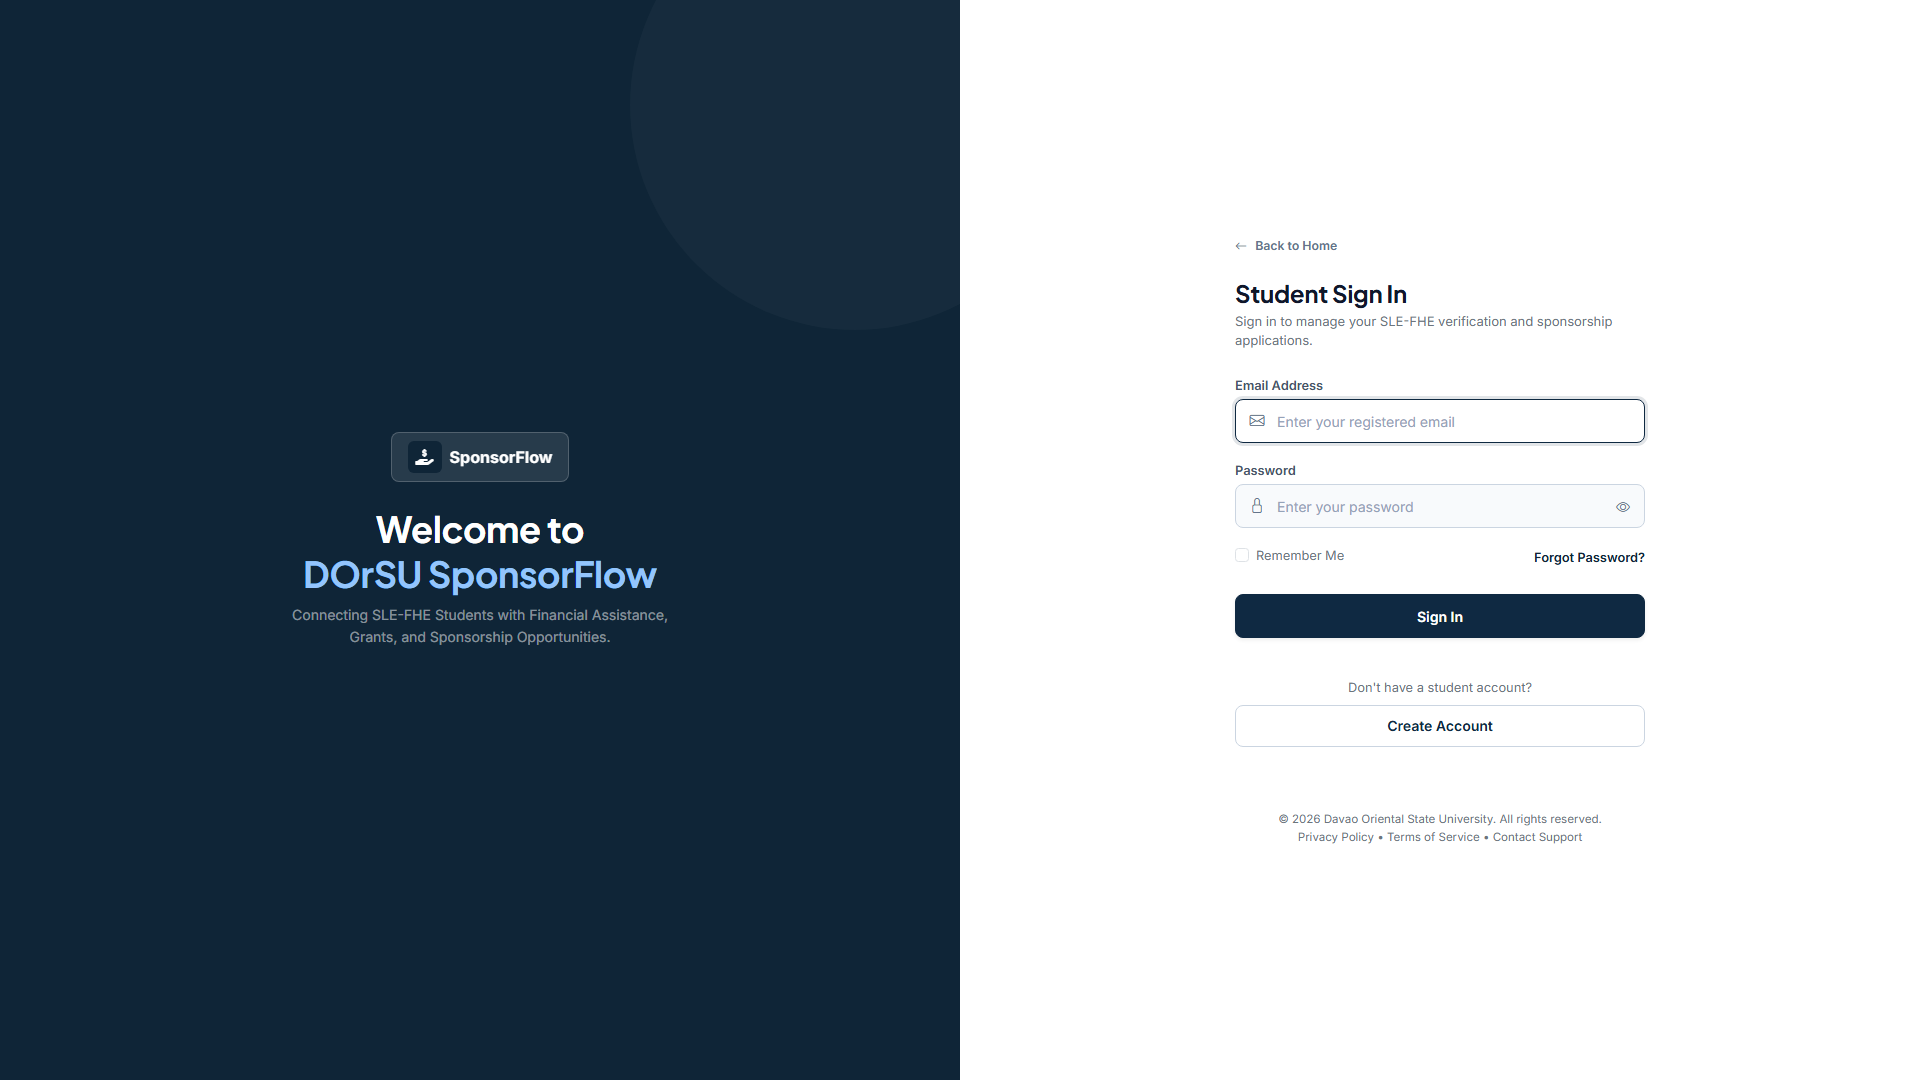 SponsorFlow
Welcome to
DOrSU SponsorFlow
Connecting SLE-FHE Students with Financial Assistance,
Grants, and Sponsorship Opportunities.
Back to Home
Student Sign In
Sign in to manage your SLE-FHE verification and sponsorship
applications.
Email Address
Enter your registered email
Password
Enter your password
Remember Me
Forgot Password?
Sign In
Don't have a student account?
Create Account
© 2026 Davao Oriental State University. All rights reserved.
Privacy Policy • Terms of Service • Contact Support